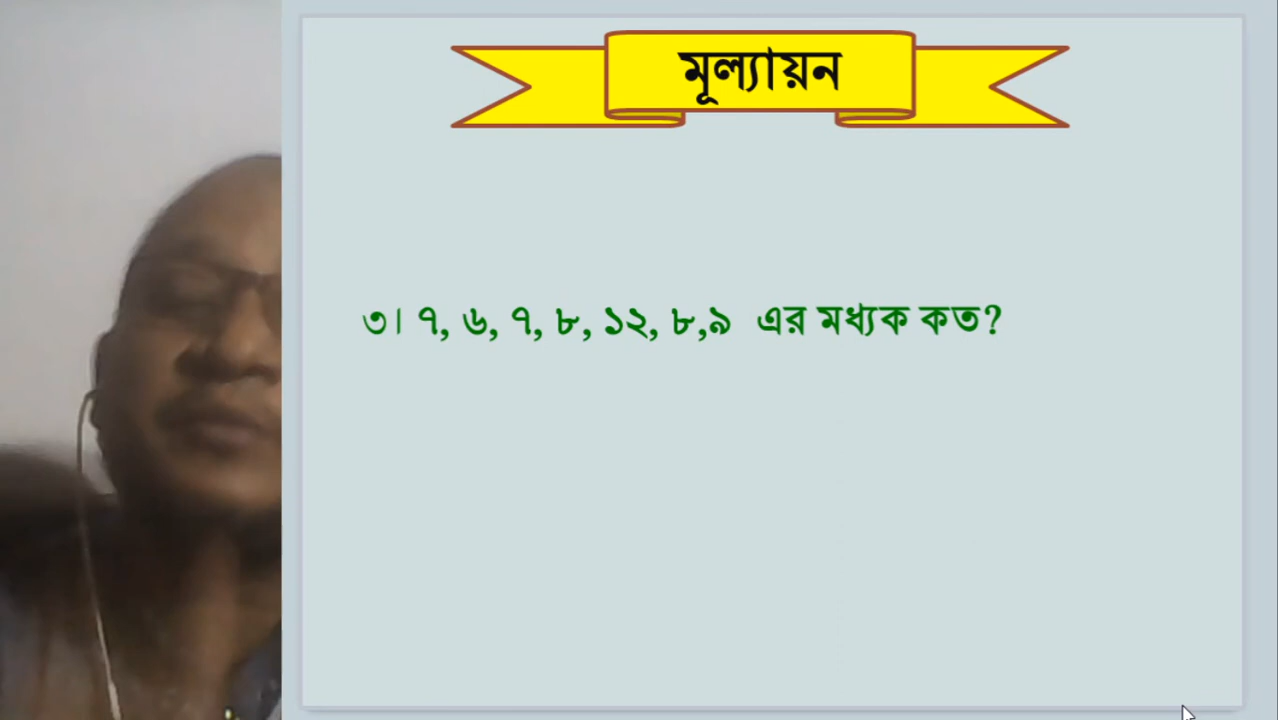 মূল্যায়ন
৩। ৭, ৬, ৭, ৮, ১২, ৮,৯ এর মধ্যক কত?